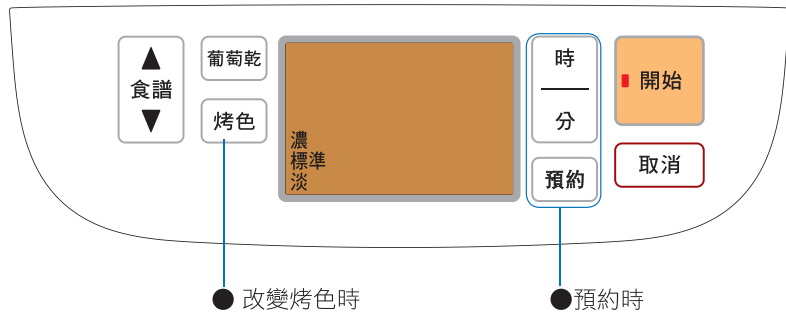 ▲
食譜
▼
葡萄乾
烤色
濃
標準
淡
時
分
預約
開始
取消
● 改變烤色時
●預約時